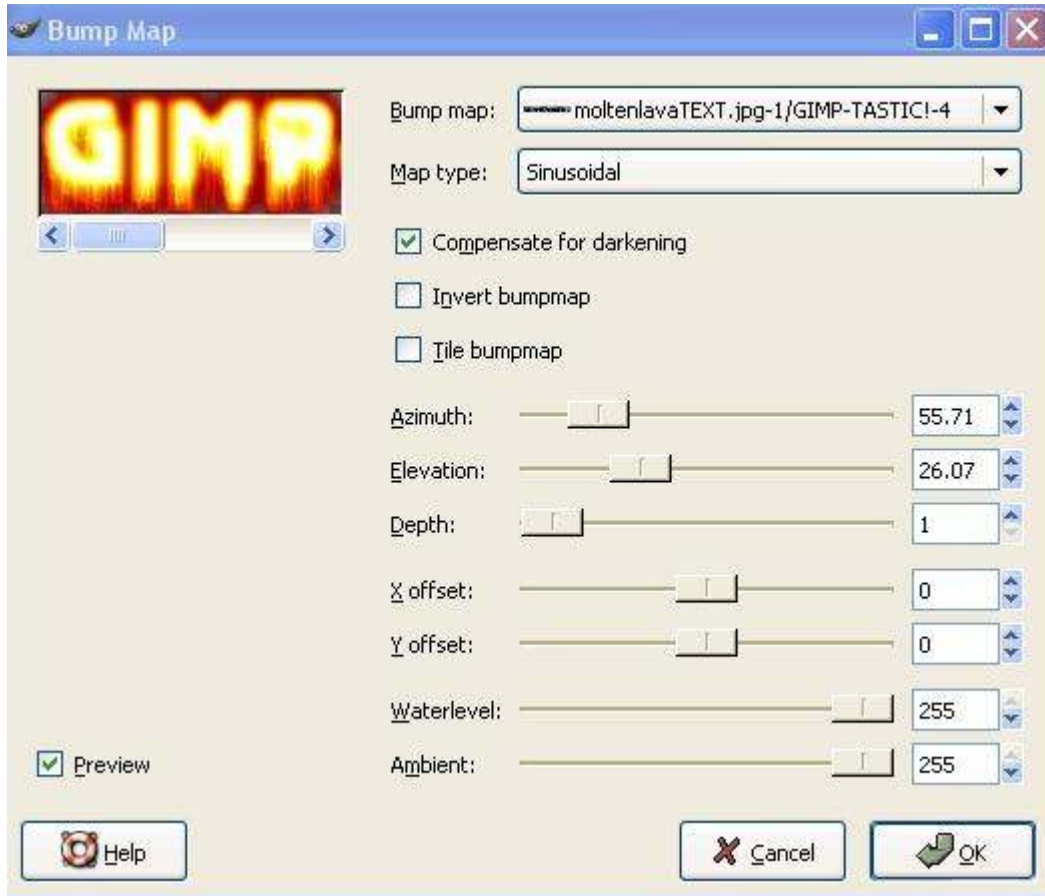 Bump Map
GIMP
Bump map: moltenlavaTEXT.jpg-1/GIMP-TASTIC!-4
Map type: Sinusoidal
Compensate for darkening
Invert bumpmap
Tile bumpmap
Azimuth: 55.71
Elevation: 26.07
Depth: 1
X offset: 0
Y offset: 0
Waterlevel: 255
Preview
Ambient: 255
Help
Cancel
OK